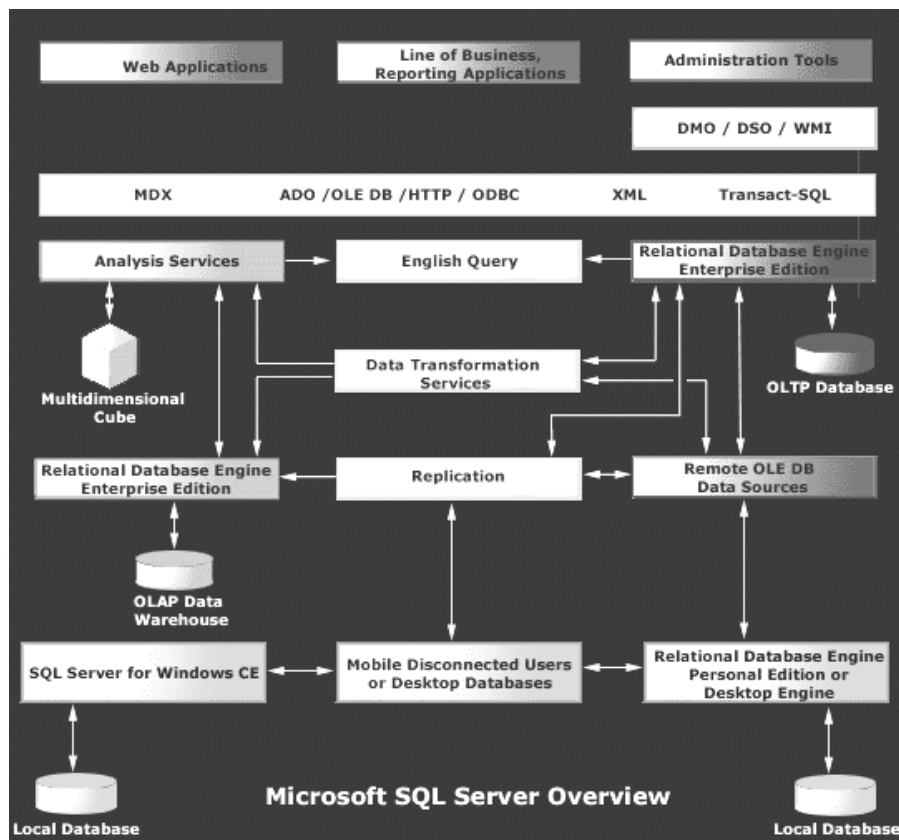 Web Applications
Line of Business,
Reporting Applications
Administration Tools
DMO / DSO / WMI
MDX ADO /OLE DB /HTTP / ODBC XML Transact-SQL
Analysis Services
English Query
Relational Database Engine
Enterprise Edition
Multidimensional
Cube
Data Transformation
Services
OLTP Database
Relational Database Engine
Enterprise Edition
Replication
Remote OLE DB
Data Sources
OLAP Data
Warehouse
SQL Server for Windows CE
Mobile Disconnected Users
or Desktop Databases
Relational Database Engine
Personal Edition or
Desktop Engine
Microsoft SQL Server Overview
Local Database
Local Database